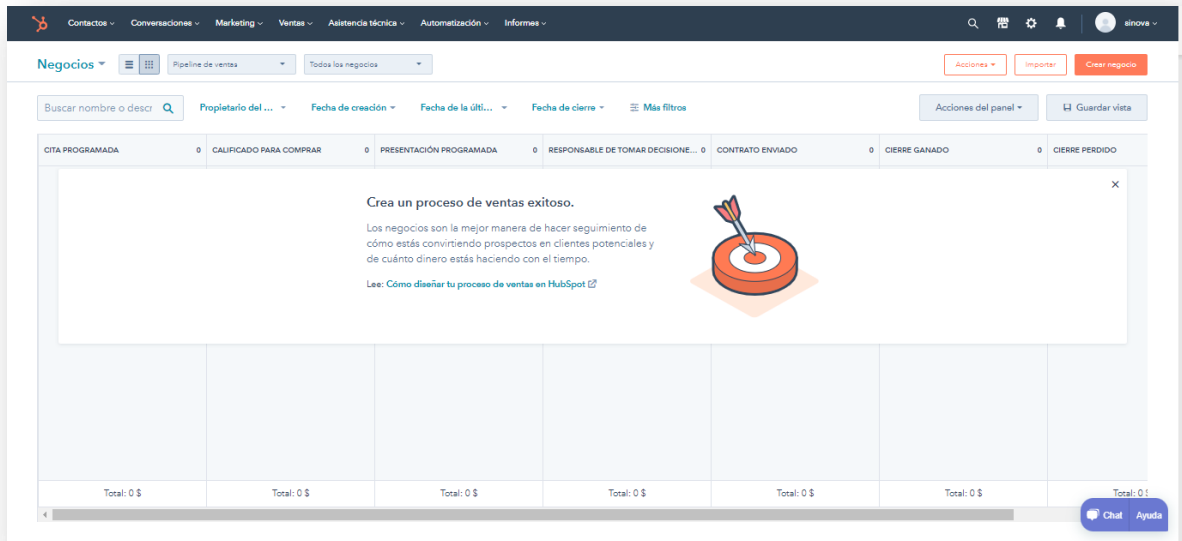 Contactos Conversaciones Marketing Ventas Asistencia técnica Automatización Informes sinova
Negocios Pipeline de ventas Todos los negocios Acciones Importar Crear negocio
Buscar nombre o descr Propietario del ... Fecha de creación Fecha de la últi... Fecha de cierre Más filtros Acciones del panel Guardar vista
CITA PROGRAMADA 0 CALIFICADO PARA COMPRAR 0 PRESENTACIÓN PROGRAMADA 0 RESPONSABLE DE TOMAR DECISIONE... 0 CONTRATO ENVIADO 0 CIERRE GANADO 0 CIERRE PERDIDO
Crea un proceso de ventas exitoso.
Los negocios son la mejor manera de hacer seguimiento de
cómo estás convirtiendo prospectos en clientes potenciales y
de cuánto dinero estás haciendo con el tiempo.
Lee: Cómo diseñar tu proceso de ventas en HubSpot
Total: 0 $ Total: 0 $ Total: 0 $ Total: 0 $ Total: 0 $ Total: 0 $ Total: 0 $
Chat Ayuda